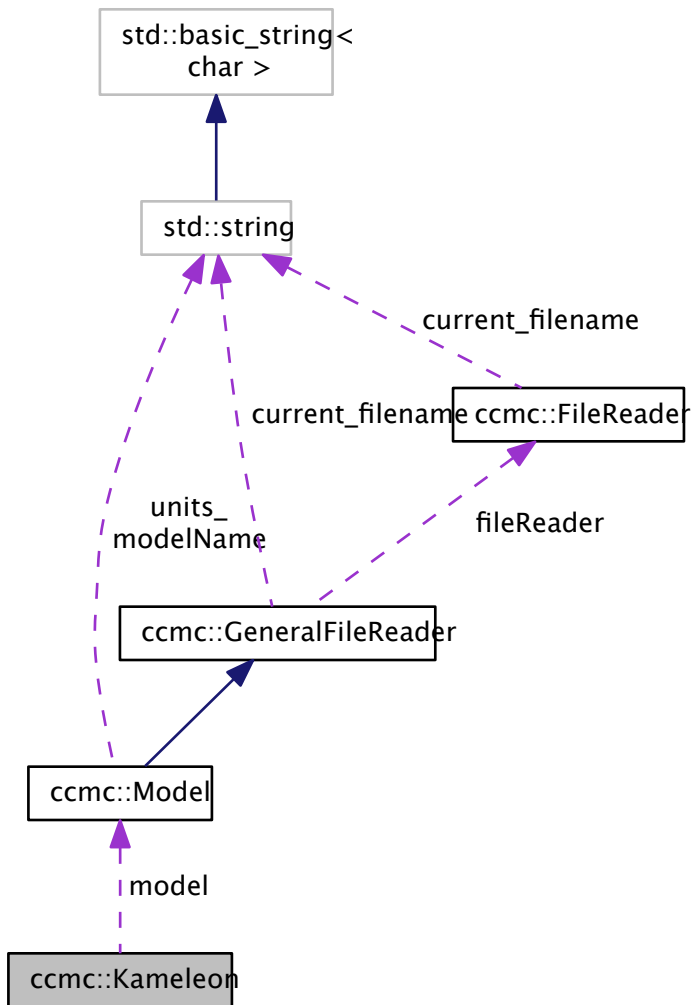 std::basic_string<
char >
std::string
current_filename
current_filename
ccmc::FileReader
units_
modelName
fileReader
ccmc::GeneralFileReader
ccmc::Model
model
ccmc::Kameleon